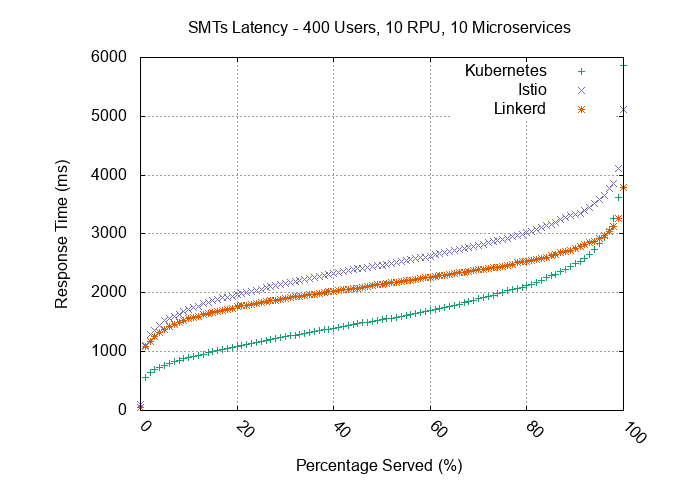 SMTs Latency - 400 Users, 10 RPU, 10 Microservices
6000
5000
4000
3000
2000
1000
0
Response Time (ms)
Kubernetes
Istio
Linkerd
0
20
40
60
80
100
Percentage Served (%)